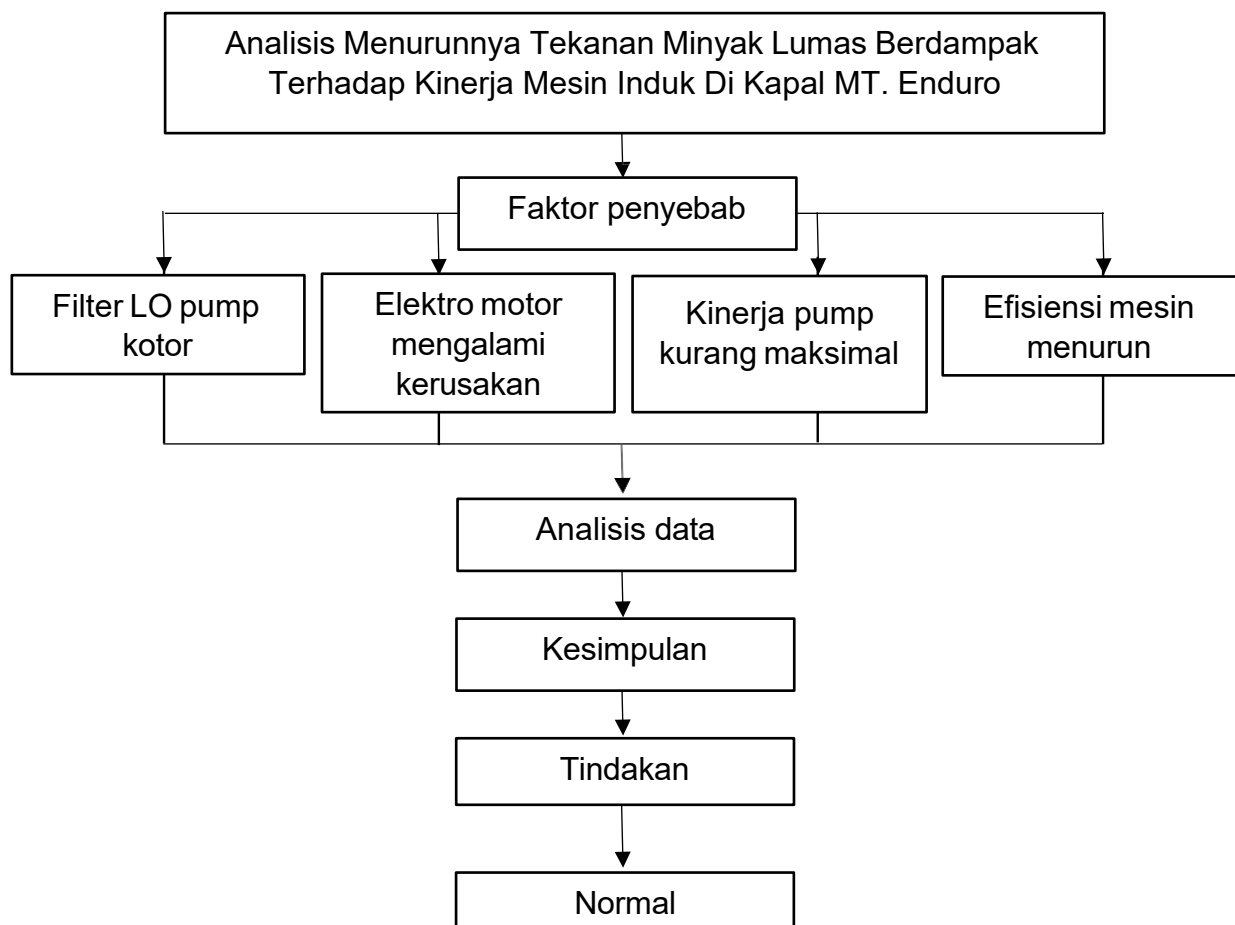 Analisis Menurunnya Tekanan Minyak Lumas Berdampak
Terhadap Kinerja Mesin Induk Di Kapal MT. Enduro
Faktor penyebab
Filter LO pump
kotor
Elektro motor
mengalami
kerusakan
Kinerja pump
kurang maksimal
Efisiensi mesin
menurun
Analisis data
Kesimpulan
Tindakan
Normal